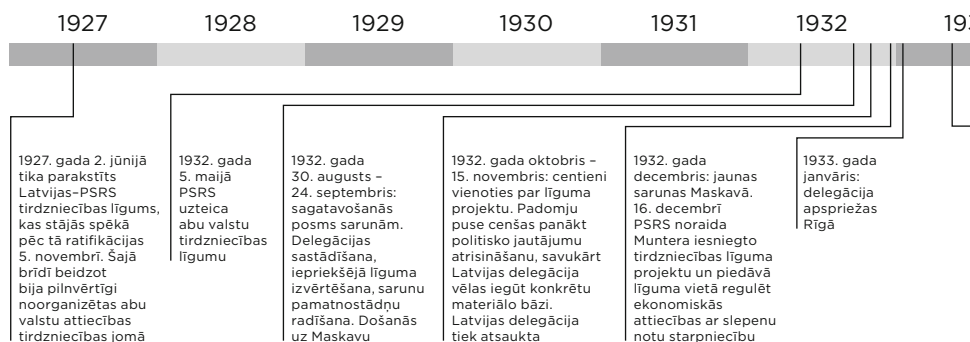 1927 1928 1929 1930 1931 1932
1927. gada 2. jūnijā
tika parakstīts
Latvijas–PSRS
tirdzniecības līgums,
kas stājās spēkā
pēc tā ratifikācijas
5. novembrī. Šajā
brīdī beidzot
bija pilnvērtīgi
noorganizētas abu
valstu attiecības
tirdzniecības jomā
1932. gada
5. maijā
PSRS
uzteica
abu valstu
tirdzniecības
līgumu
1932. gada
30. augusts –
24. septembris:
sagatavošanās
posms sarunām.
Delegācijas
sastādīšana,
iepriekšējā līguma
izvērtēšana, sarunu
pamatnostādņu
radīšana. Došanās
uz Maskavu
1932. gada oktobris –
15. novembris: centieni
vienoties par līguma
projektu. Padomju
puse cenšas panākt
politisko jautājumu
atrisināšanu, savukārt
Latvijas delegācija
vēlas iegūt konkrētu
materiālo bāzi.
Latvijas delegācija
tiek atsaukta
1932. gada
decembris: jaunas
sarunas Maskavā.
16. decembrī
PSRS noraida
Muntera iesniegto
tirdzniecības līguma
projektu un piedāvā
līguma vietā regulēt
ekonomiskās
attiecības ar slepenu
notu starpniecību
1933. gada
janvāris:
delegācija
apspriežas
Rīgā